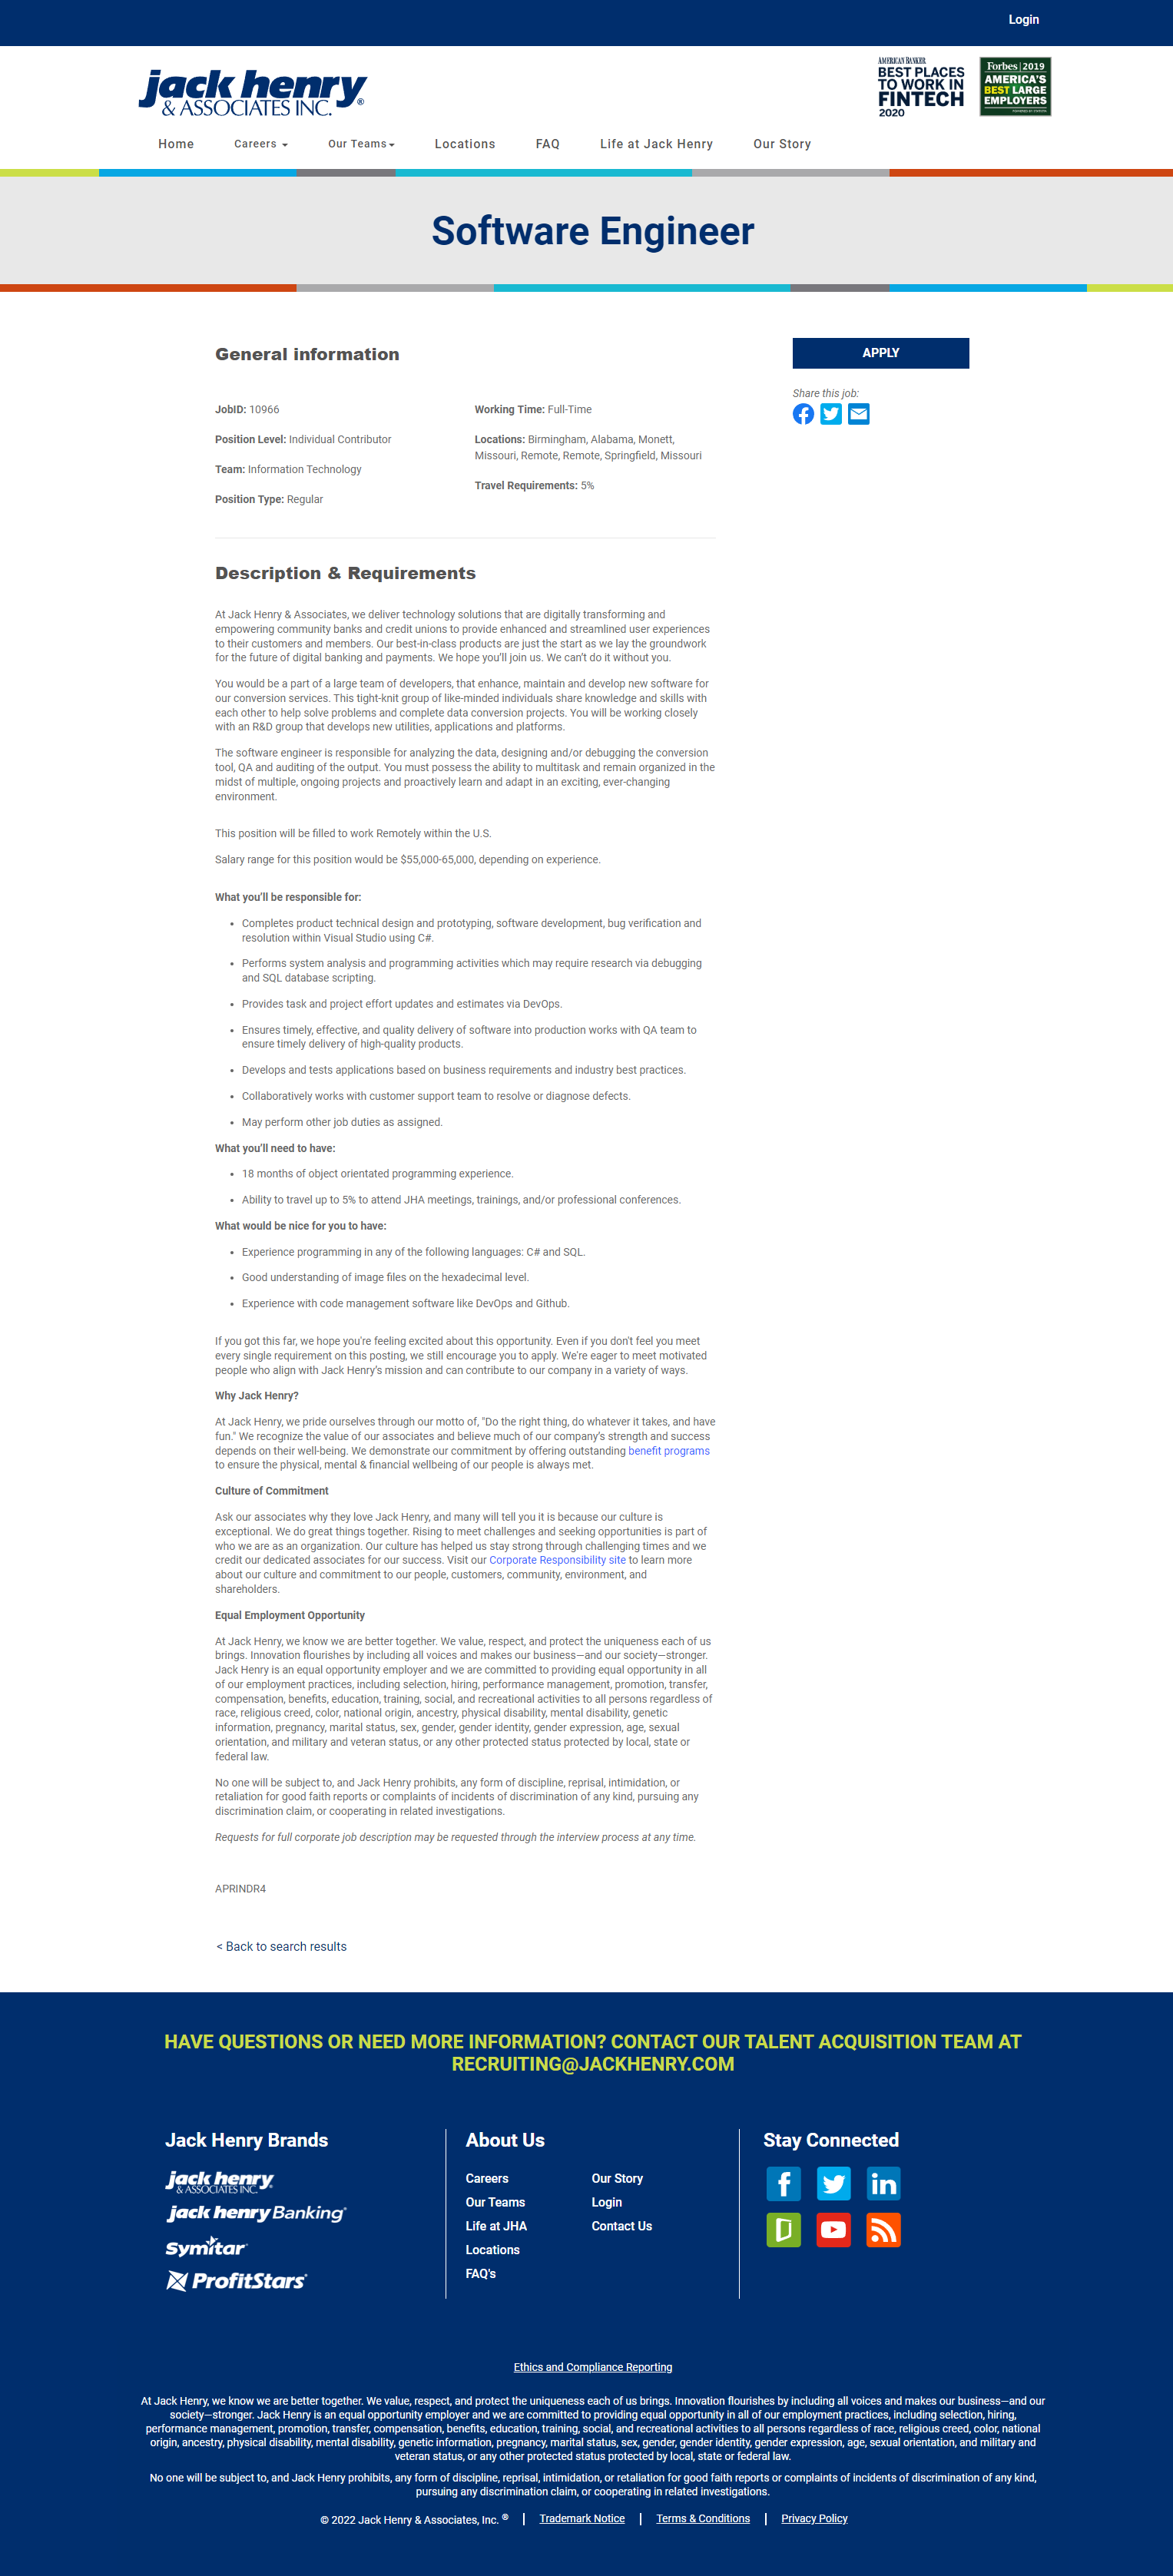 Login
jack henry®
& ASSOCIATES INC.
AMERICAN BANKER
BEST PLACES
TO WORK IN
FINTECH
2020
Forbes | 2019
AMERICA'S
BEST LARGE
EMPLOYERS
Home Careers Our Teams Locations FAQ Life at Jack Henry Our Story
Software Engineer
General information
JobID: 10966
Position Level: Individual Contributor
Team: Information Technology
Position Type: Regular
Working Time: Full-Time
Locations: Birmingham, Alabama, Monett,
Missouri, Remote, Remote, Springfield, Missouri
Travel Requirements: 5%
APPLY
Share this job:
Description & Requirements
At Jack Henry & Associates, we deliver technology solutions that are digitally transforming and
empowering community banks and credit unions to provide enhanced and streamlined user experiences
to their customers and members. Our best-in-class products are just the start as we lay the groundwork
for the future of digital banking and payments. We hope you'll join us. We can't do it without you.
You would be a part of a large team of developers, that enhance, maintain and develop new software for
our conversion services. This tight-knit group of like-minded individuals share knowledge and skills with
each other to help solve problems and complete data conversion projects. You will be working closely
with an R&D group that develops new utilities, applications and platforms.
The software engineer is responsible for analyzing the data, designing and/or debugging the conversion
tool, QA and auditing of the output. You must possess the ability to multitask and remain organized in the
midst of multiple, ongoing projects and proactively learn and adapt in an exciting, ever-changing
environment.
This position will be filled to work Remotely within the U.S.
Salary range for this position would be $55,000-65,000, depending on experience.
What you'll be responsible for:
• Completes product technical design and prototyping, software development, bug verification and
resolution within Visual Studio using C#.
• Performs system analysis and programming activities which may require research via debugging
and SQL database scripting.
• Provides task and project effort updates and estimates via DevOps.
• Ensures timely, effective, and quality delivery of software into production works with QA team to
ensure timely delivery of high-quality products.
• Develops and tests applications based on business requirements and industry best practices.
• Collaboratively works with customer support team to resolve or diagnose defects.
• May perform other job duties as assigned.
What you'll need to have:
• 18 months of object orientated programming experience.
• Ability to travel up to 5% to attend JHA meetings, trainings, and/or professional conferences.
What would be nice for you to have:
• Experience programming in any of the following languages: C# and SQL.
• Good understanding of image files on the hexadecimal level.
• Experience with code management software like DevOps and Github.
If you got this far, we hope you're feeling excited about this opportunity. Even if you don't feel you meet
every single requirement on this posting, we still encourage you to apply. We're eager to meet motivated
people who align with Jack Henry's mission and can contribute to our company in a variety of ways.
Why Jack Henry?
At Jack Henry, we pride ourselves through our motto of, "Do the right thing, do whatever it takes, and have
fun." We recognize the value of our associates and believe much of our company's strength and success
depends on their well-being. We demonstrate our commitment by offering outstanding benefit programs
to ensure the physical, mental & financial wellbeing of our people is always met.
Culture of Commitment
Ask our associates why they love Jack Henry, and many will tell you it is because our culture is
exceptional. We do great things together. Rising to meet challenges and seeking opportunities is part of
who we are as an organization. Our culture has helped us stay strong through challenging times and we
credit our dedicated associates for our success. Visit our Corporate Responsibility site to learn more
about our culture and commitment to our people, customers, community, environment, and
shareholders.
Equal Employment Opportunity
At Jack Henry, we know we are better together. We value, respect, and protect the uniqueness each of us
brings. Innovation flourishes by including all voices and makes our business—and our society—stronger.
Jack Henry is an equal opportunity employer and we are committed to providing equal opportunity in all
of our employment practices, including selection, hiring, performance management, promotion, transfer,
compensation, benefits, education, training, social, and recreational activities to all persons regardless of
race, religious creed, color, national origin, ancestry, physical disability, mental disability, genetic
information, pregnancy, marital status, sex, gender, gender identity, gender expression, age, sexual
orientation, and military and veteran status, or any other protected status protected by local, state or
federal law.
No one will be subject to, and Jack Henry prohibits, any form of discipline, reprisal, intimidation, or
retaliation for good faith reports or complaints of incidents of discrimination of any kind, pursuing any
discrimination claim, or cooperating in related investigations.
Requests for full corporate job description may be requested through the interview process at any time.
APRINDR4
< Back to search results
HAVE QUESTIONS OR NEED MORE INFORMATION? CONTACT OUR TALENT ACQUISITION TEAM AT
RECRUITING@JACKHENRY.COM
Jack Henry Brands
jack henry
& ASSOCIATES INC.
jack henry Banking
Symitar
ProfitStars
About Us
Careers
Our Teams
Life at JHA
Locations
FAQ's
Our Story
Login
Contact Us
Stay Connected
Ethics and Compliance Reporting
At Jack Henry, we know we are better together. We value, respect, and protect the uniqueness each of us brings. Innovation flourishes by including all voices and makes our business—and our
society—stronger. Jack Henry is an equal opportunity employer and we are committed to providing equal opportunity in all of our employment practices, including selection, hiring,
performance management, promotion, transfer, compensation, benefits, education, training, social, and recreational activities to all persons regardless of race, religious creed, color, national
origin, ancestry, physical disability, mental disability, genetic information, pregnancy, marital status, sex, gender, gender identity, gender expression, age, sexual orientation, and military and
veteran status, or any other protected status protected by local, state or federal law.
No one will be subject to, and Jack Henry prohibits, any form of discipline, reprisal, intimidation, or retaliation for good faith reports or complaints of incidents of discrimination of any kind,
pursuing any discrimination claim, or cooperating in related investigations.
© 2022 Jack Henry & Associates, Inc. ® | Trademark Notice | Terms & Conditions | Privacy Policy